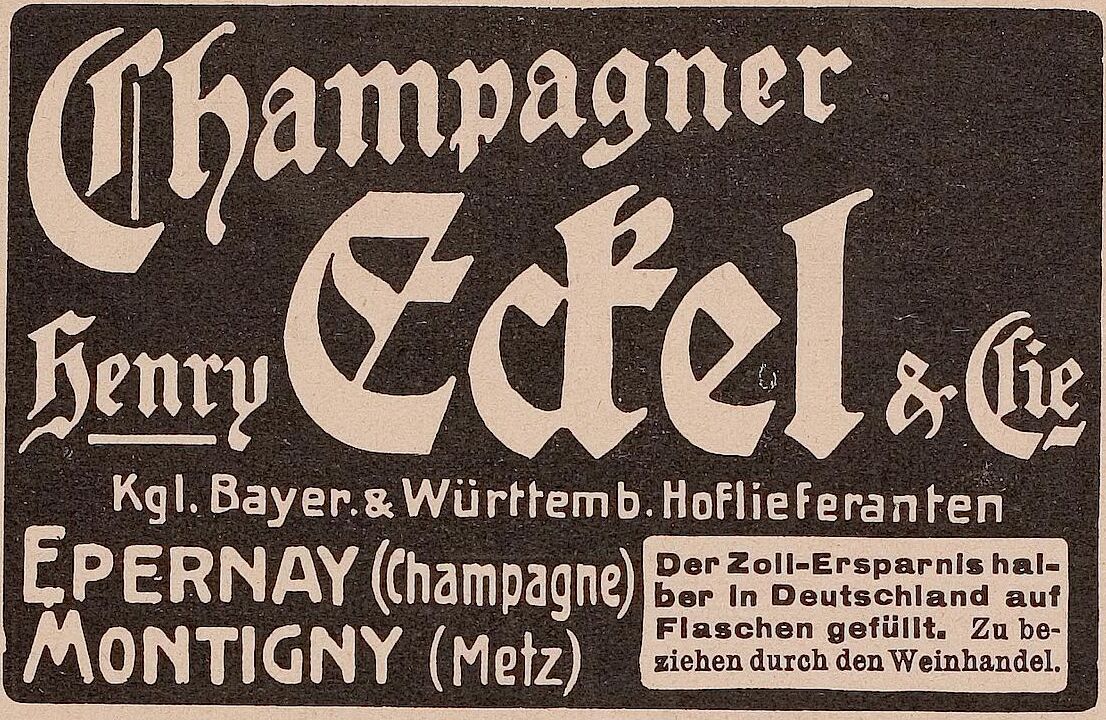 Champagner
Henry Eckel & Cie
Kgl. Bayer. & Württemb. Hoflieferanten
EPERNAY (Champagne)
MONTIGNY (Metz)
Der Zoll-Ersparnis hal-
ber in Deutschland auf
Flaschen gefüllt. Zu be-
ziehen durch den Weinhandel.